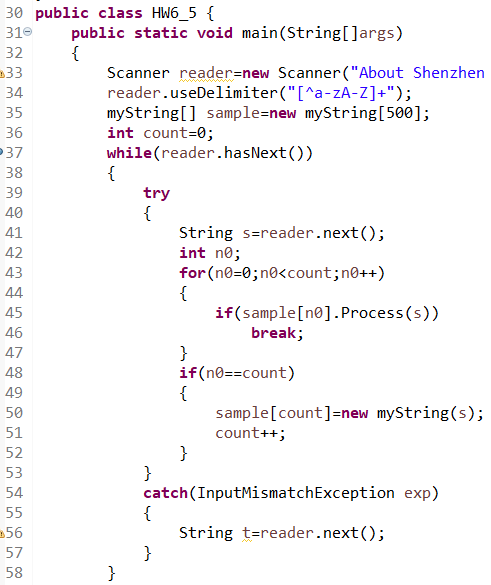 30 public class HW6_5 {
31 public static void main(String[]args)
32 {
33 Scanner reader=new Scanner("About Shenzhen
34 reader.useDelimiter("[^a-zA-Z]+");
35 myString[] sample=new myString[500];
36 int count=0;
37 while(reader.hasNext())
38 {
39 try
40 {
41 String s=reader.next();
42 int n0;
43 for(n0=0;n0<count;n0++)
44 {
45 if(sample[n0].Process(s))
46 break;
47 }
48 if(n0==count)
49 {
50 sample[count]=new myString(s);
51 count++;
52 }
53 }
54 catch(InputMismatchException exp)
55 {
56 String t=reader.next();
57 }
58 }